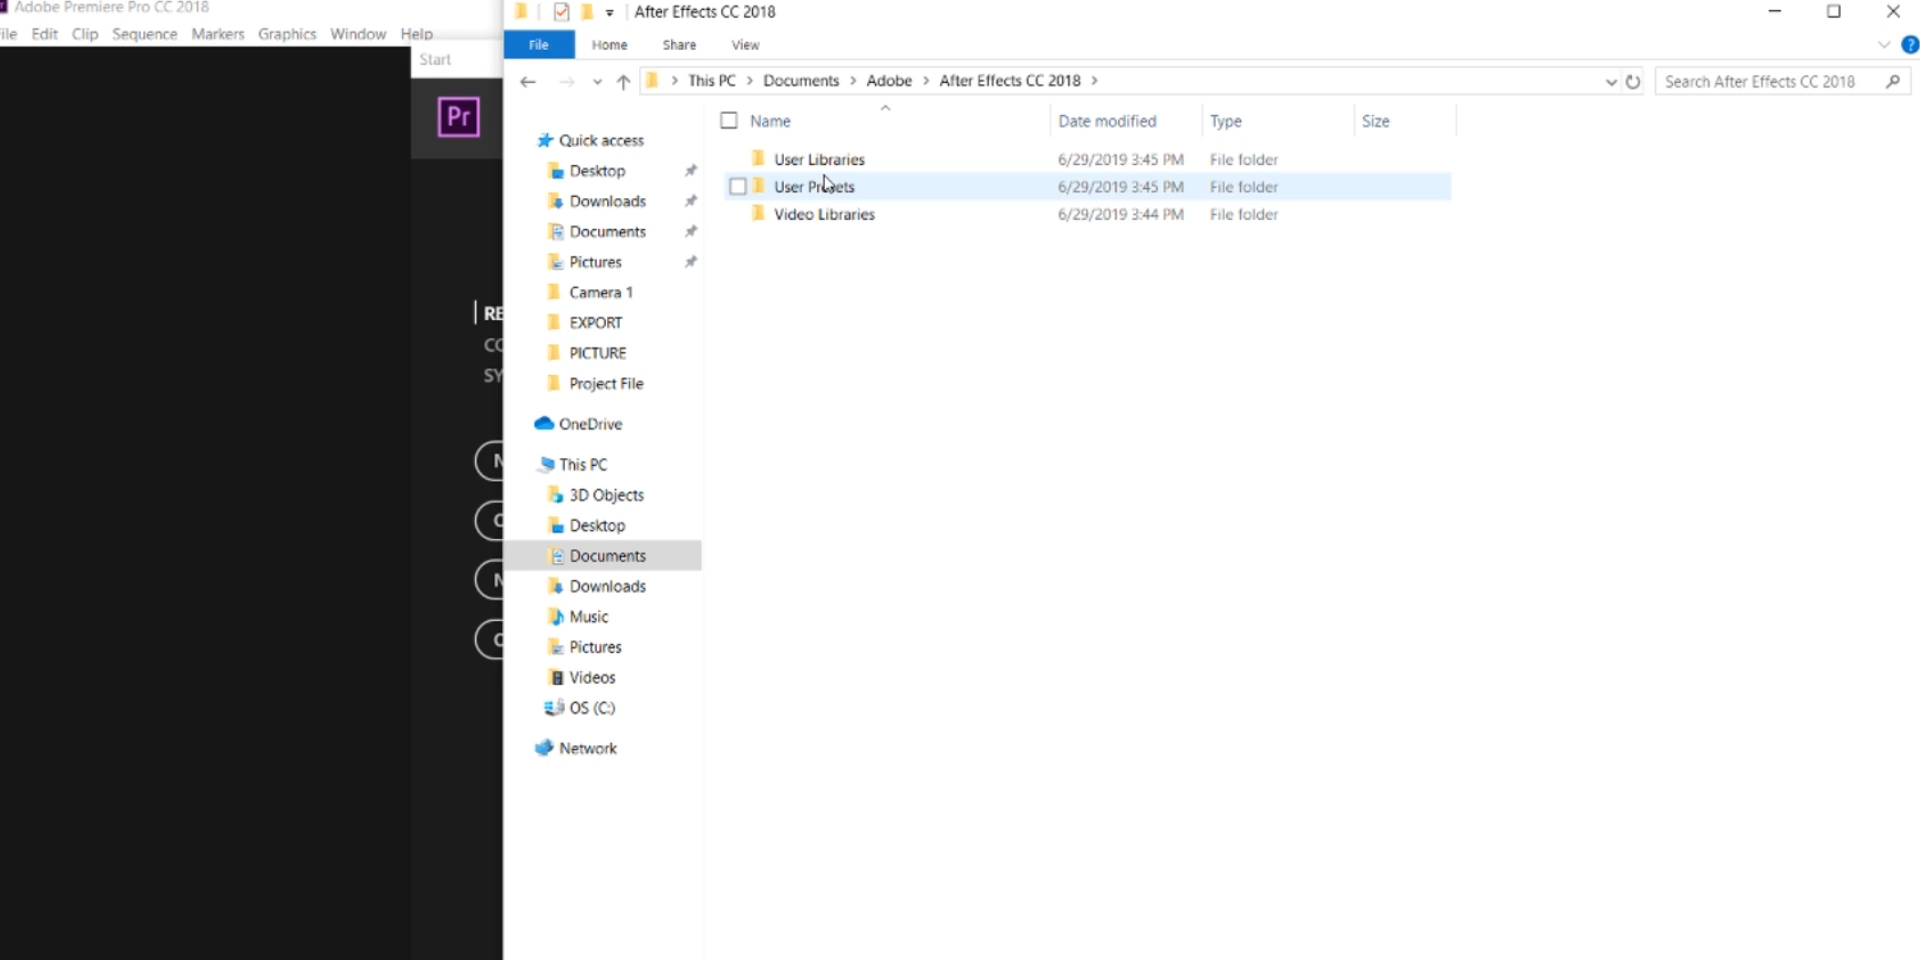 Adobe Premiere Pro CC 2018
ile Edit Clip Sequence Markers Graphics Window Help
Start
Pr
RE
CO
SY
N
O
N
O
After Effects CC 2018
File Home Share View
This PC Documents Adobe After Effects CC 2018
Search After Effects CC 2018
Name Date modified Type Size
User Libraries 6/29/2019 3:45 PM File folder
User Presets 6/29/2019 3:45 PM File folder
Video Libraries 6/29/2019 3:44 PM File folder
Quick access
Desktop
Downloads
Documents
Pictures
Camera 1
EXPORT
PICTURE
Project File
OneDrive
This PC
3D Objects
Desktop
Documents
Downloads
Music
Pictures
Videos
OS (C:)
Network